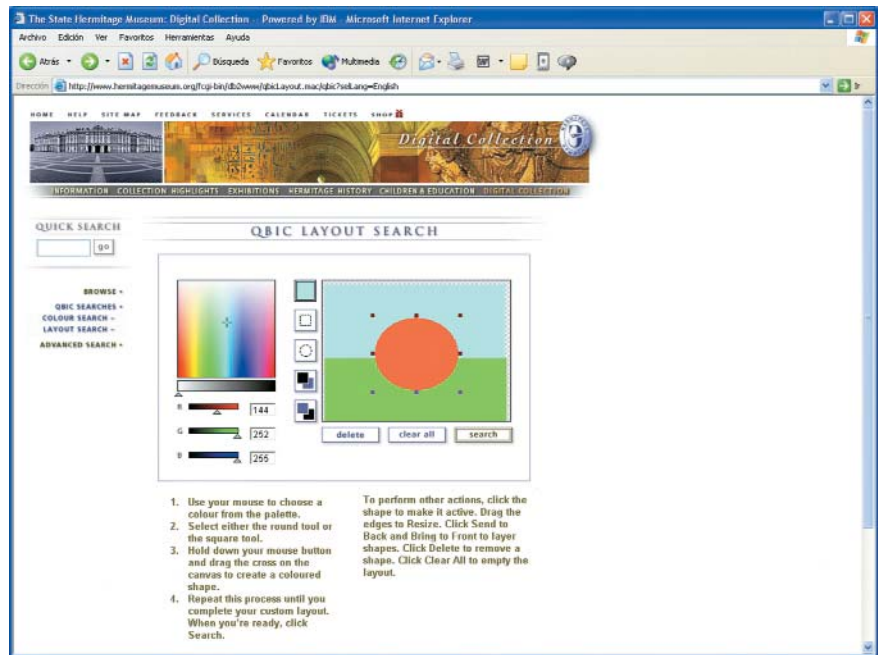 The State Hermitage Museum: Digital Collection -- Powered by IBM - Microsoft Internet Explorer
Archivo Edición Ver Favoritos Herramientas Ayuda
Atrás Búsqueda Favoritos Multimedia
Dirección http://www.hermitagemuseum.org/fcgi-bin/db2www/qbicLayout.mac/qbic?selLang=English Ir
HOME HELP SITE MAP FEEDBACK SERVICES CALENDAR TICKETS SHOP
Digital Collection
INFORMATION COLLECTION HIGHLIGHTS EXHIBITIONS HERMITAGE HISTORY CHILDREN & EDUCATION DIGITAL COLLECTION
QUICK SEARCH
go
BROWSE
QBIC SEARCHES
COLOUR SEARCH
LAYOUT SEARCH
ADVANCED SEARCH
QBIC LAYOUT SEARCH
R 144
G 252
B 255
delete clear all search
1. Use your mouse to choose a
colour from the palette.
2. Select either the round tool or
the square tool.
3. Hold down your mouse button
and drag the cross on the
canvas to create a coloured
shape.
4. Repeat this process until you
complete your custom layout.
When you're ready, click
Search.
To perform other actions, click the
shape to make it active. Drag the
edges to Resize. Click Send to
Back and Bring to Front to layer
shapes. Click Delete to remove a
shape. Click Clear All to empty the
layout.